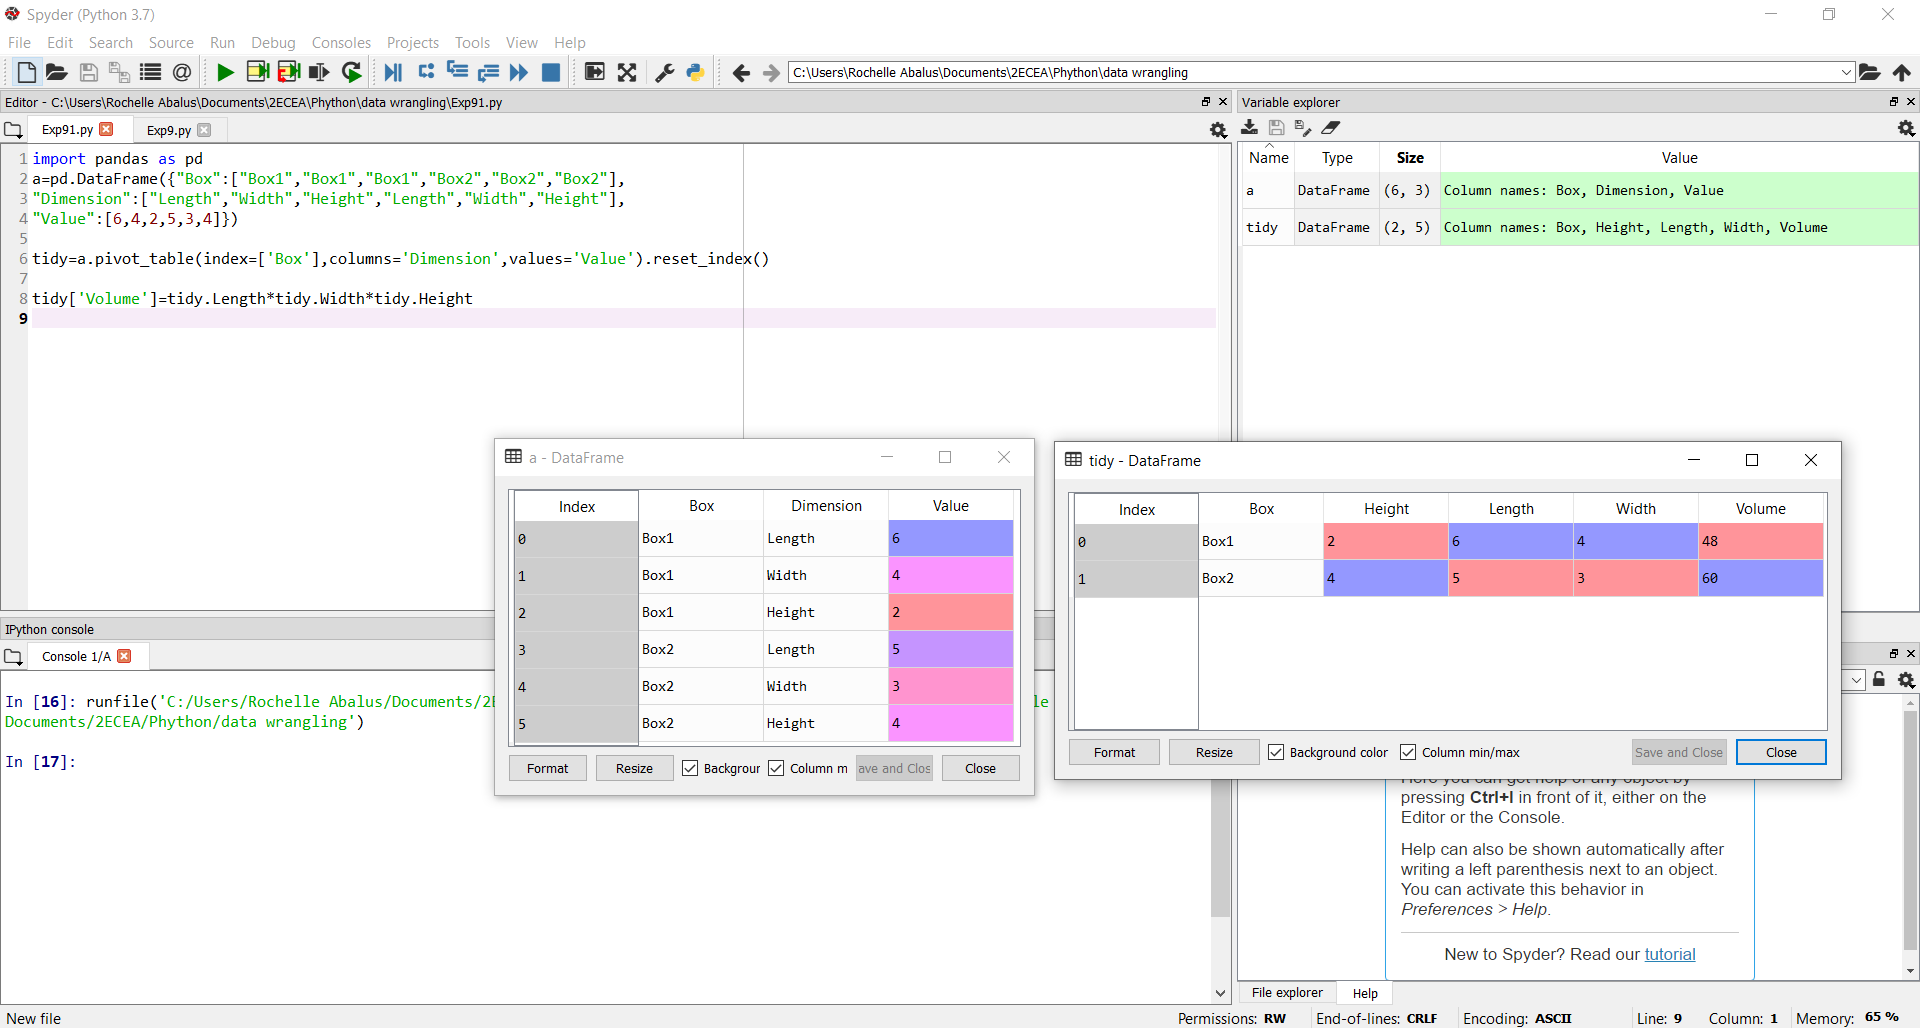 Spyder (Python 3.7)
File Edit Search Source Run Debug Consoles Projects Tools View Help
C:\Users\Rochelle Abalus\Documents\2ECEA\Phython\data wrangling
Editor - C:\Users\Rochelle Abalus\Documents\2ECEA\Phython\data wrangling\Exp91.py
Exp91.py Exp9.py
1 import pandas as pd
2 a=pd.DataFrame({"Box":["Box1","Box1","Box1","Box2","Box2","Box2"],
3 "Dimension":["Length","Width","Height","Length","Width","Height"],
4 "Value":[6,4,2,5,3,4]})
5
6 tidy=a.pivot_table(index=['Box'],columns='Dimension',values='Value').reset_index()
7
8 tidy['Volume']=tidy.Length*tidy.Width*tidy.Height
9
Variable explorer
Name Type Size Value
a DataFrame (6, 3) Column names: Box, Dimension, Value
tidy DataFrame (2, 5) Column names: Box, Height, Length, Width, Volume
a - DataFrame
Index Box Dimension Value
0 Box1 Length 6
1 Box1 Width 4
2 Box1 Height 2
3 Box2 Length 5
4 Box2 Width 3
5 Box2 Height 4
Format Resize Backgrour Column m ave and Clos Close
tidy - DataFrame
Index Box Height Length Width Volume
0 Box1 2 6 4 48
1 Box2 4 5 3 60
Format Resize Background color Column min/max Save and Close Close
IPython console
Console 1/A
In [16]: runfile('C:/Users/Rochelle Abalus/Documents/2E le
Documents/2ECEA/Phython/data wrangling')
In [17]:
Here you can get help of any object by
pressing Ctrl+I in front of it, either on the
Editor or the Console.
Help can also be shown automatically after
writing a left parenthesis next to an object.
You can activate this behavior in
Preferences > Help.
New to Spyder? Read our tutorial
File explorer Help
New file
Permissions: RW End-of-lines: CRLF Encoding: ASCII Line: 9 Column: 1 Memory: 65 %